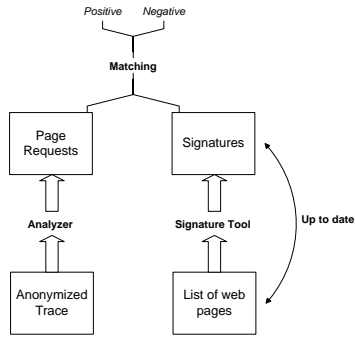 Positive Negative
Matching
Page
Requests
Signatures
Analyzer
Signature Tool
Up to date
Anonymized
Trace
List of web
pages